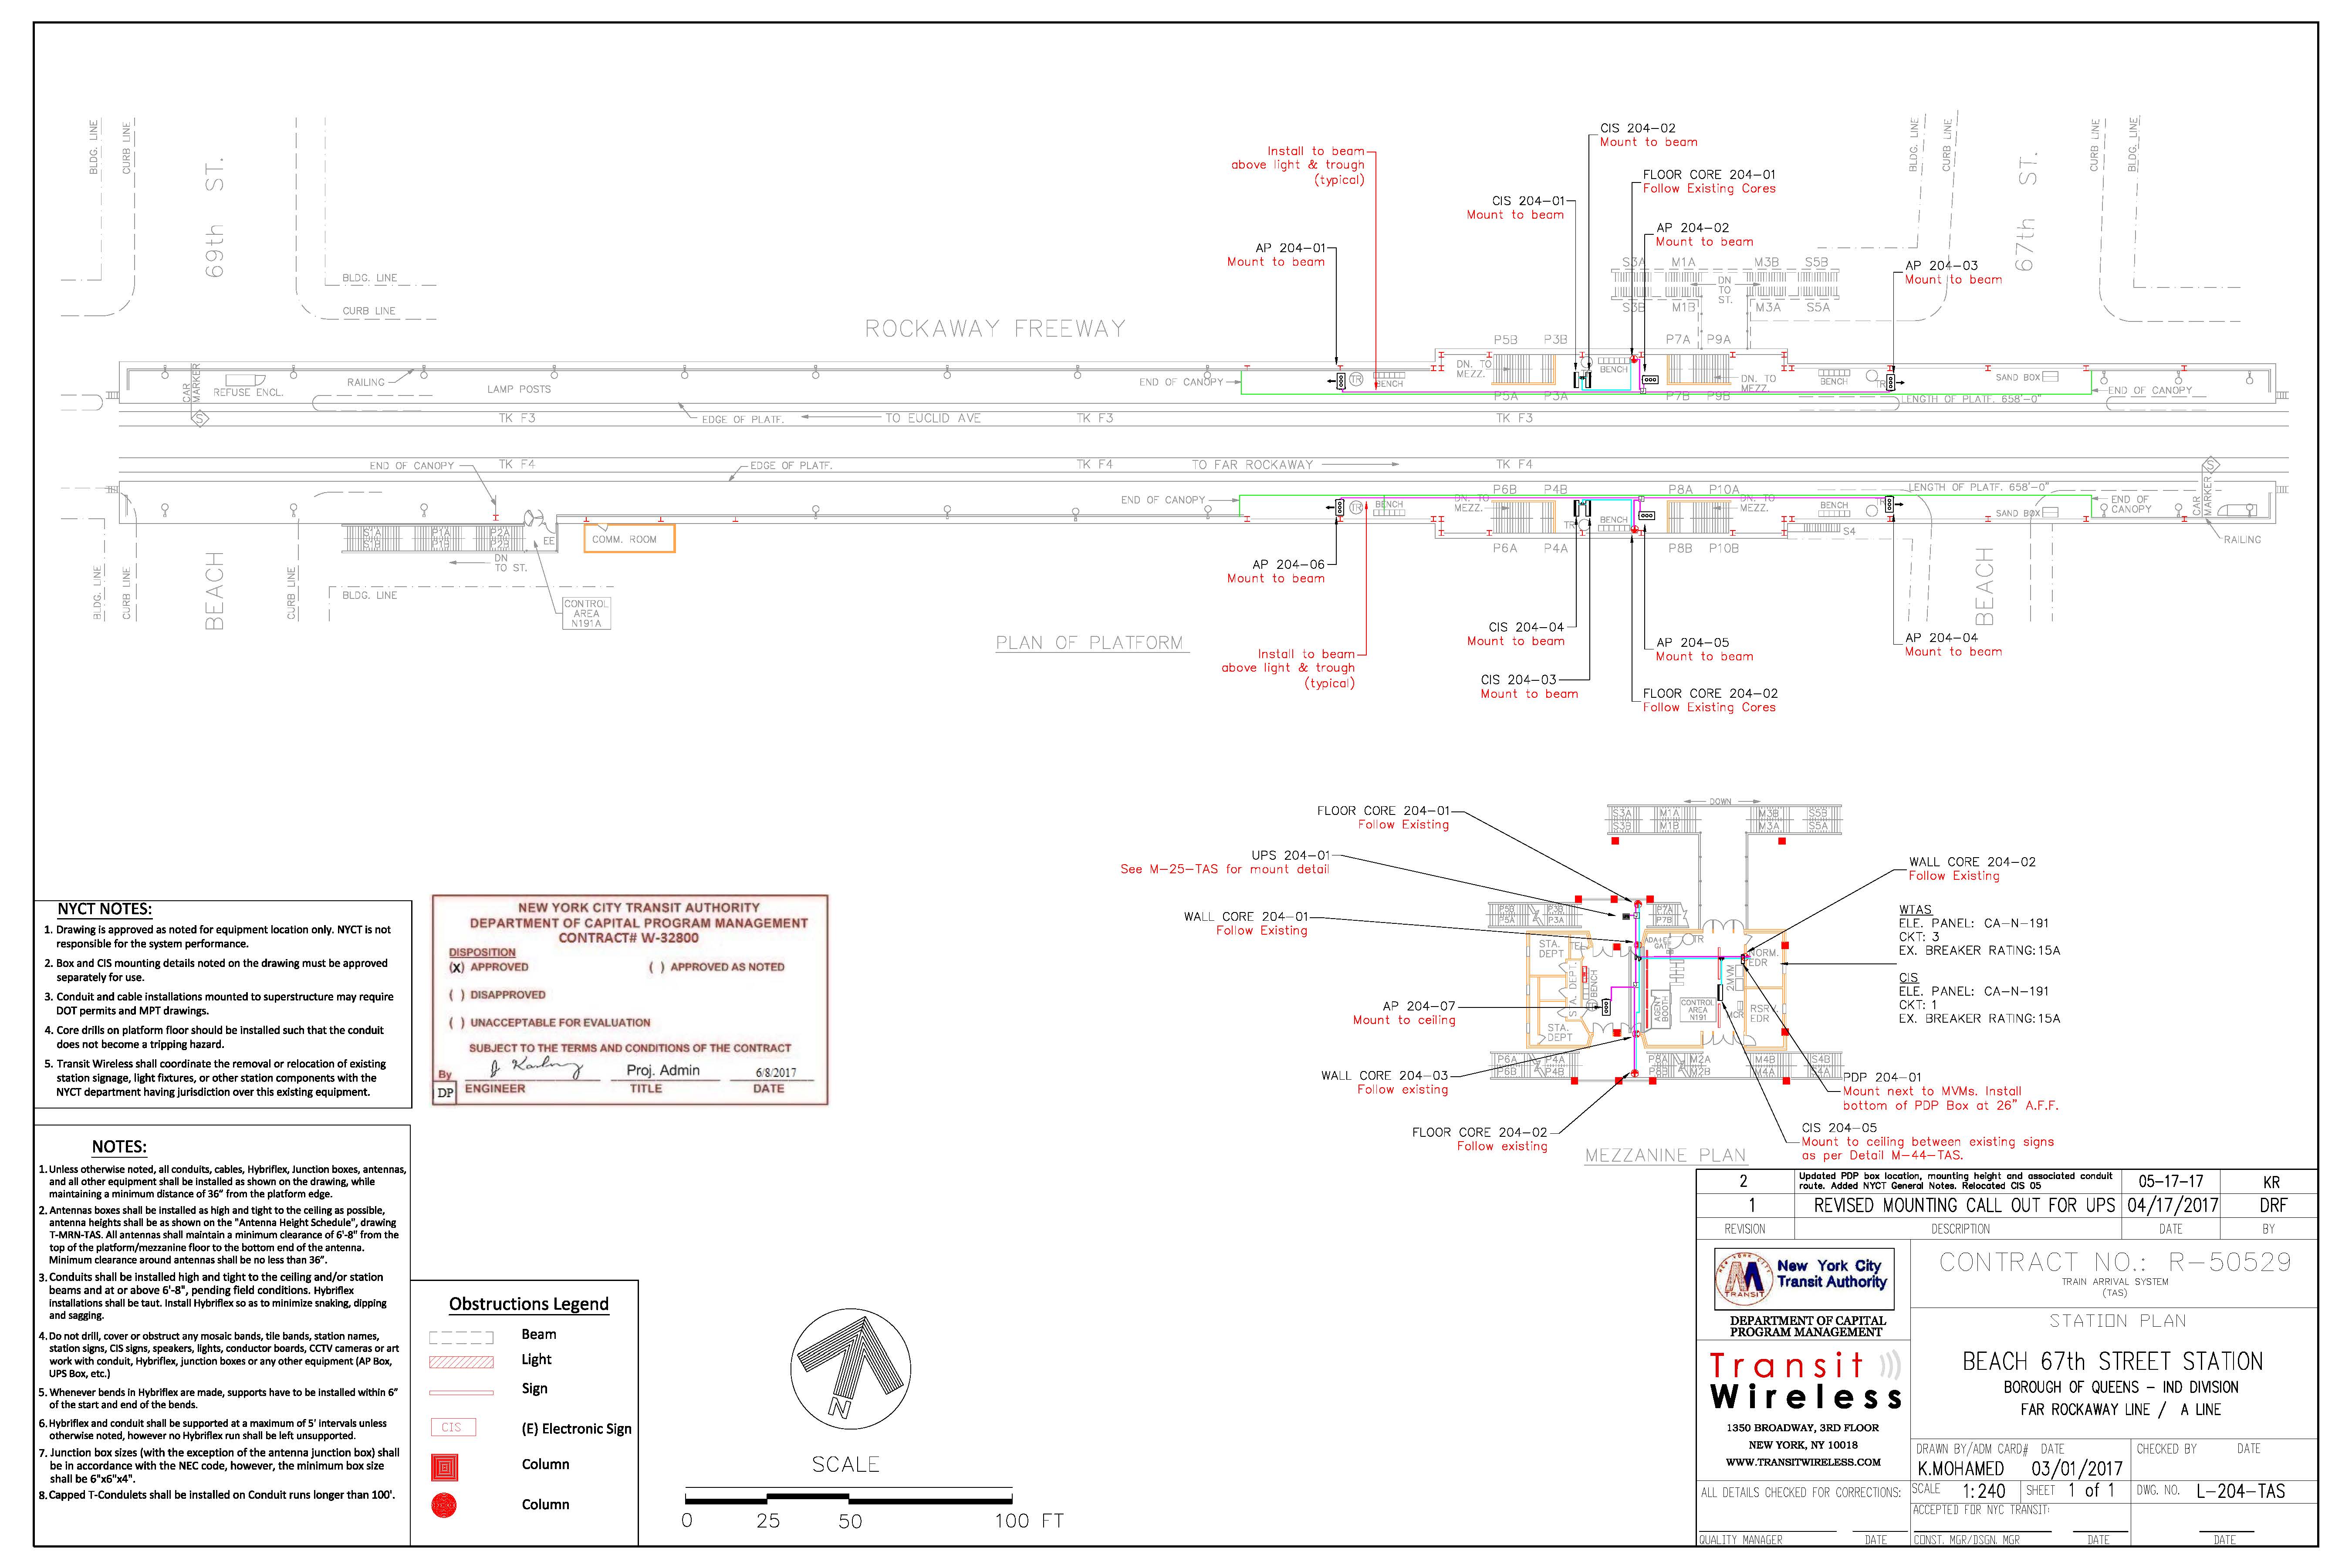 BLDG. LINE
CURB LINE
69th ST.
BLDG. LINE
CURB LINE
ROCKAWAY FREEWAY
Install to beam
above light & trough
(typical)
CIS 204-02
Mount to beam
FLOOR CORE 204-01
Follow Existing Cores
CIS 204-01
Mount to beam
AP 204-01
Mount to beam
AP 204-02
Mount to beam
AP 204-03
Mount to beam
BLDG. LINE
CURB LINE
67th ST.
CURB LINE
BLDG. LINE
S3A M1A M3B S5B
DN
TO
ST.
S3B M1B M3A S5A
P5B P3B P7A P9A
CAR
MARKER
S
REFUSE ENCL.
RAILING
LAMP POSTS
END OF CANOPY
TR
BENCH
DN. TO
MEZZ.
BENCH
DN. TO
MEZZ.
BENCH
TR
SAND BOX
END OF CANOPY
P5A P3A P7B P9B
LENGTH OF PLATF. 658'-0"
TK F3
EDGE OF PLATF.
TO EUCLID AVE
TK F3
TK F3
END OF CANOPY
TK F4
EDGE OF PLATF.
TK F4
TO FAR ROCKAWAY
TK F4
S
P6B P4B P8A P10A
LENGTH OF PLATF. 658'-0"
END OF CANOPY
TR
BENCH
DN. TO
MEZZ.
TR
BENCH
DN. TO
MEZZ.
BENCH
SAND BOX
END OF
CANOPY
CAR
MARKER
S1A P1A P2A
S1B P1B P2B
EE
COMM. ROOM
DN
TO ST.
P6A P4A P8B P10B
S4
RAILING
BLDG. LINE
CURB LINE
BEACH
CURB LINE
BLDG. LINE
CONTROL
AREA
N191A
AP 204-06
Mount to beam
CIS 204-04
Mount to beam
AP 204-05
Mount to beam
AP 204-04
Mount to beam
BEACH
PLAN OF PLATFORM
Install to beam
above light & trough
(typical)
CIS 204-03
Mount to beam
FLOOR CORE 204-02
Follow Existing Cores
FLOOR CORE 204-01
Follow Existing
UPS 204-01
See M-25-TAS for mount detail
WALL CORE 204-01
Follow Existing
AP 204-07
Mount to ceiling
WALL CORE 204-03
Follow existing
FLOOR CORE 204-02
Follow existing
DOWN
S3A M1A M3B S5B
S3B M1B M3A S5A
P5B P3B P7A
P5A P3A P7B
STA.
DEPT
TEL
ADA+E
GATE
TR
NORM.
EDR
STA. DEPT.
BENCH
2MVM
AGENT
BOOTH
CONTROL
AREA
N191
MCR
RSRV.
EDR
STA.
DEPT
P6A P4A P8A M2A M4B S4B
P6B P4B P8B M2B M4A S4A
WALL CORE 204-02
Follow Existing
WTAS
ELE. PANEL: CA-N-191
CKT: 3
EX. BREAKER RATING: 15A
CIS
ELE. PANEL: CA-N-191
CKT: 1
EX. BREAKER RATING: 15A
PDP 204-01
Mount next to MVMs. Install
bottom of PDP Box at 26" A.F.F.
CIS 204-05
Mount to ceiling between existing signs
as per Detail M-44-TAS.
MEZZANINE PLAN
NYCT NOTES:
1. Drawing is approved as noted for equipment location only. NYCT is not
responsible for the system performance.
2. Box and CIS mounting details noted on the drawing must be approved
separately for use.
3. Conduit and cable installations mounted to superstructure may require
DOT permits and MPT drawings.
4. Core drills on platform floor should be installed such that the conduit
does not become a tripping hazard.
5. Transit Wireless shall coordinate the removal or relocation of existing
station signage, light fixtures, or other station components with the
NYCT department having jurisdiction over this existing equipment.
NEW YORK CITY TRANSIT AUTHORITY
DEPARTMENT OF CAPITAL PROGRAM MANAGEMENT
CONTRACT# W-32800
DISPOSITION
(X) APPROVED ( ) APPROVED AS NOTED
( ) DISAPPROVED
( ) UNACCEPTABLE FOR EVALUATION
SUBJECT TO THE TERMS AND CONDITIONS OF THE CONTRACT
By Proj. Admin 6/8/2017
DP ENGINEER TITLE DATE
NOTES:
1. Unless otherwise noted, all conduits, cables, Hybriflex, Junction boxes, antennas,
and all other equipment shall be installed as shown on the drawing, while
maintaining a minimum distance of 36" from the platform edge.
2. Antennas boxes shall be installed as high and tight to the ceiling as possible,
antenna heights shall be as shown on the "Antenna Height Schedule", drawing
T-MRN-TAS. All antennas shall maintain a minimum clearance of 6'-8" from the
top of the platform/mezzanine floor to the bottom end of the antenna.
Minimum clearance around antennas shall be no less than 36".
3. Conduits shall be installed high and tight to the ceiling and/or station
beams and at or above 6'-8", pending field conditions. Hybriflex
installations shall be taut. Install Hybriflex so as to minimize snaking, dipping
and sagging.
4. Do not drill, cover or obstruct any mosaic bands, tile bands, station names,
station signs, CIS signs, speakers, lights, conductor boards, CCTV cameras or art
work with conduit, Hybriflex, junction boxes or any other equipment (AP Box,
UPS Box, etc.)
5. Whenever bends in Hybriflex are made, supports have to be installed within 6"
of the start and end of the bends.
6. Hybriflex and conduit shall be supported at a maximum of 5' intervals unless
otherwise noted, however no Hybriflex run shall be left unsupported.
7. Junction box sizes (with the exception of the antenna junction box) shall
be in accordance with the NEC code, however, the minimum box size
shall be 6"x6"x4".
8. Capped T-Condulets shall be installed on Conduit runs longer than 100'.
Obstructions Legend
Beam
Light
Sign
CIS (E) Electronic Sign
Column
Column
N
SCALE
0 25 50 100 FT
2 Updated PDP box location, mounting height and associated conduit
route. Added NYCT General Notes. Relocated CIS 05 05-17-17 KR
1 REVISED MOUNTING CALL OUT FOR UPS 04/17/2017 DRF
REVISION DESCRIPTION DATE BY
New York City
Transit Authority
TRANSIT
DEPARTMENT OF CAPITAL
PROGRAM MANAGEMENT
Transit
Wireless
1350 BROADWAY, 3RD FLOOR
NEW YORK, NY 10018
WWW.TRANSITWIRELESS.COM
ALL DETAILS CHECKED FOR CORRECTIONS:
QUALITY MANAGER DATE
CONTRACT NO.: R-50529
TRAIN ARRIVAL SYSTEM
(TAS)
STATION PLAN
BEACH 67th STREET STATION
BOROUGH OF QUEENS - IND DIVISION
FAR ROCKAWAY LINE / A LINE
DRAWN BY/ADM CARD# DATE CHECKED BY DATE
K.MOHAMED 03/01/2017
SCALE 1:240 SHEET 1 of 1 DWG. NO. L-204-TAS
ACCEPTED FOR NYC TRANSIT:
CONST. MGR/DSGN. MGR DATE DATE